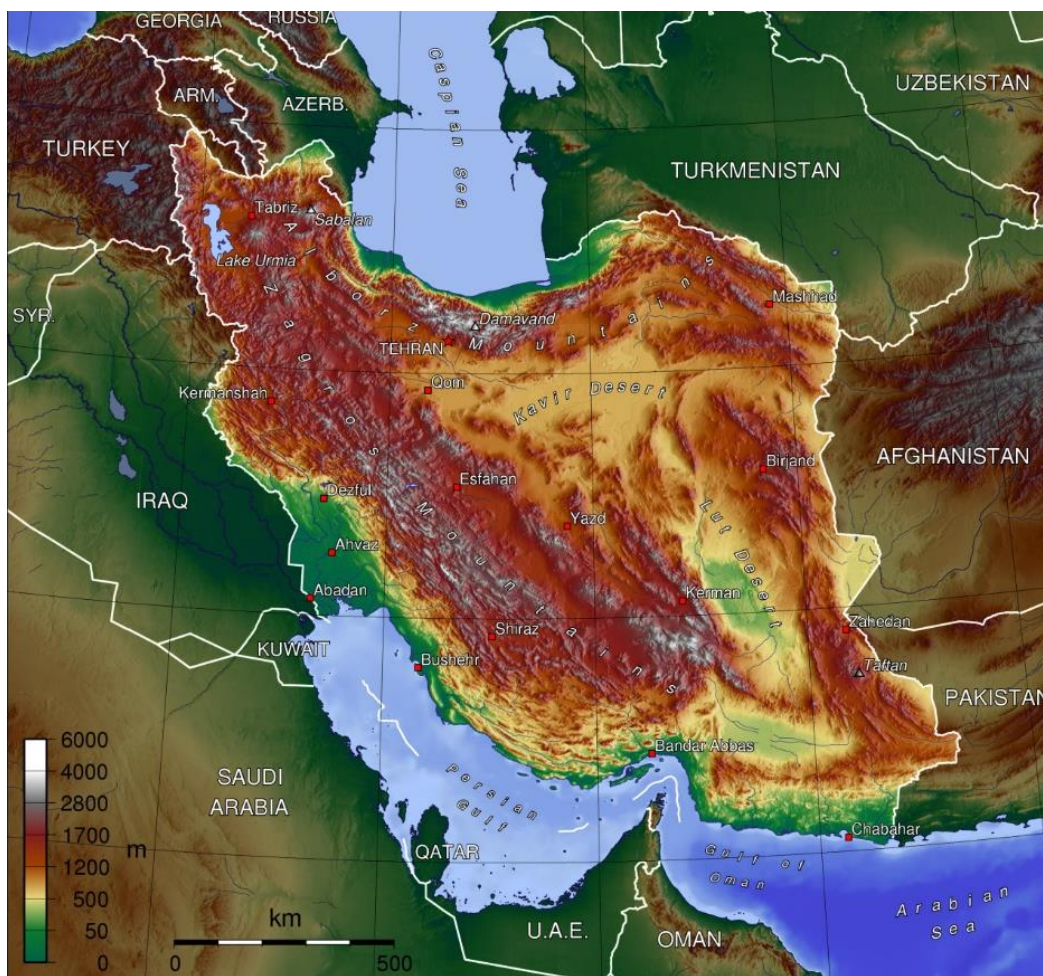 GEORGIA
RUSSIA
Caspian Sea
UZBEKISTAN
ARM.
AZERB.
TURKEY
TURKMENISTAN
Tabriz
Sabalan
Lake Urmia
Alborz Mountains
Mashhad
SYR.
Damavand
TEHRAN
Zagros Mountains
Qom
Kavir Desert
Kermanshah
Birjand
AFGHANISTAN
Esfahan
Dezful
IRAQ
Yazd
Lut Desert
Ahvaz
Abadan
Kerman
Shiraz
Zahedan
KUWAIT
Bushehr
Taftan
PAKISTAN
Bandar Abbas
6000
4000
2800
1700
1200
500
50
0
m
SAUDI
ARABIA
Persian
Gulf
Chabahar
QATAR
Gulf of
Oman
Arabian
Sea
km
0
500
U.A.E.
OMAN